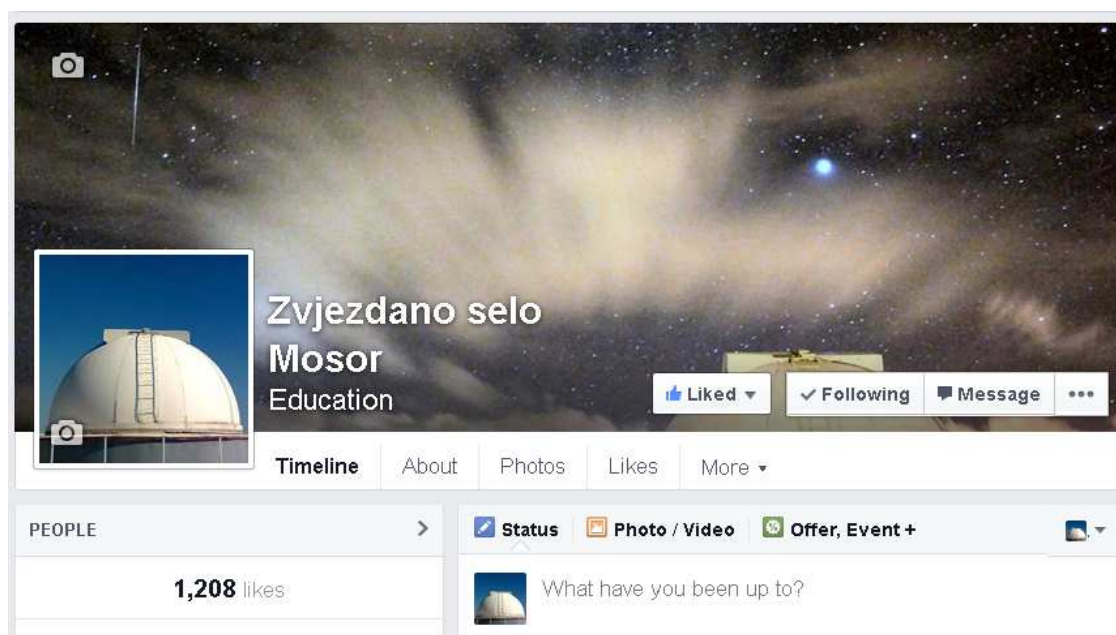 Zvjezdano selo
Mosor
Education
Liked
Following
Message
Timeline
About
Photos
Likes
More
PEOPLE
Status
Photo / Video
Offer, Event +
1,208 likes
What have you been up to?